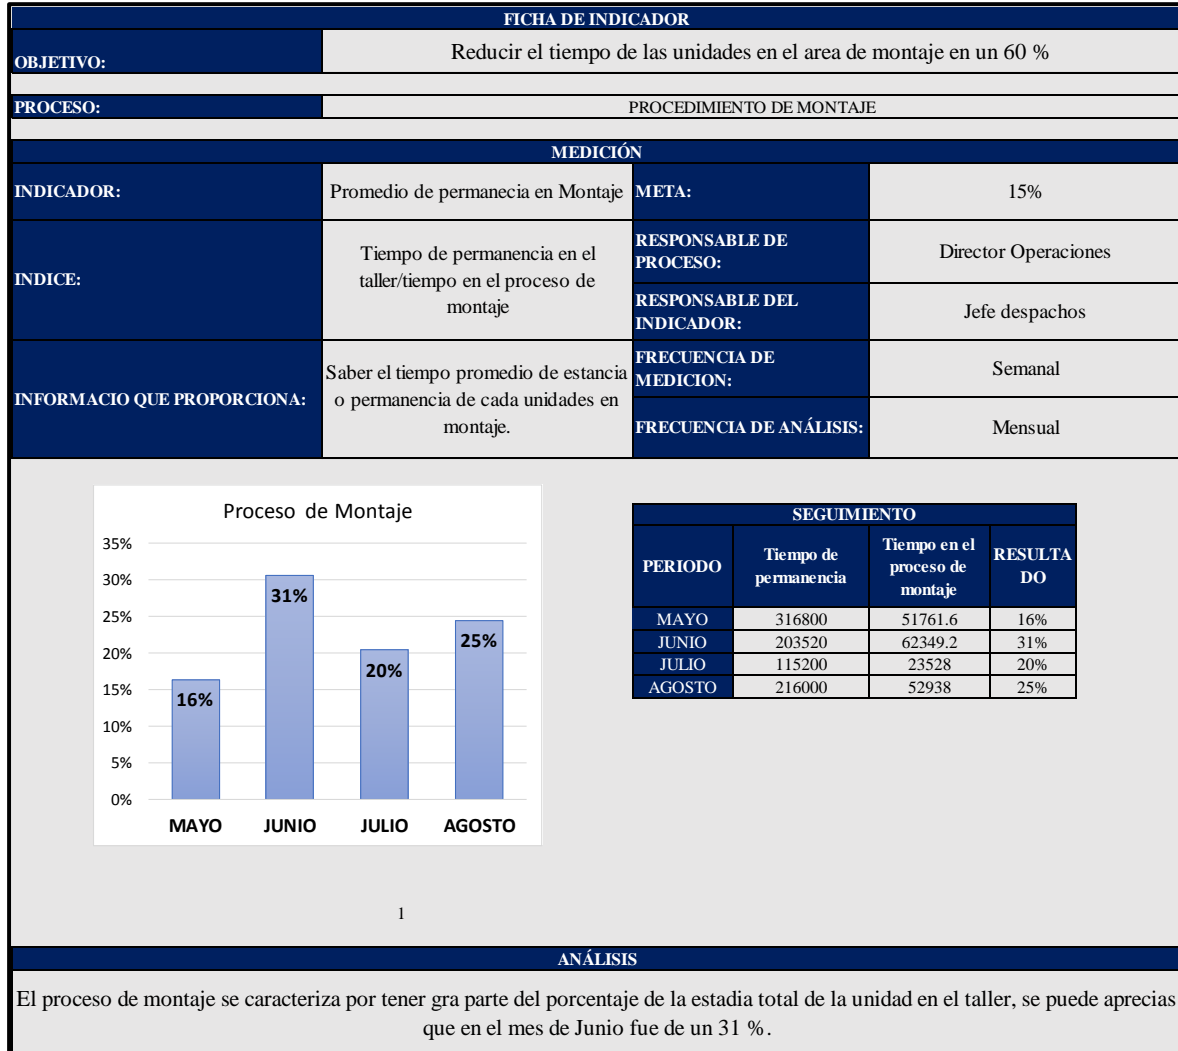 FICHA DE INDICADOR
OBJETIVO:
Reducir el tiempo de las unidades en el area de montaje en un 60 %
PROCESO:
PROCEDIMIENTO DE MONTAJE
MEDICIÓN
INDICADOR:
Promedio de permanecia en Montaje
META:
15%
INDICE:
Tiempo de permanencia en el
taller/tiempo en el proceso de
montaje
RESPONSABLE DE
PROCESO:
Director Operaciones
RESPONSABLE DEL
INDICADOR:
Jefe despachos
INFORMACIO QUE PROPORCIONA:
Saber el tiempo promedio de estancia
o permanencia de cada unidades en
montaje.
FRECUENCIA DE
MEDICION:
Semanal
FRECUENCIA DE ANÁLISIS:
Mensual
Proceso de Montaje
35%
30%
25%
20%
15%
10%
5%
0%
16%
31%
20%
25%
MAYO JUNIO JULIO AGOSTO
SEGUIMIENTO
PERIODO
Tiempo de
permanencia
Tiempo en el
proceso de
montaje
RESULTA
DO
MAYO 316800 51761.6 16%
JUNIO 203520 62349.2 31%
JULIO 115200 23528 20%
AGOSTO 216000 52938 25%
1
ANÁLISIS
El proceso de montaje se caracteriza por tener gra parte del porcentaje de la estadia total de la unidad en el taller, se puede aprecias
que en el mes de Junio fue de un 31 %.